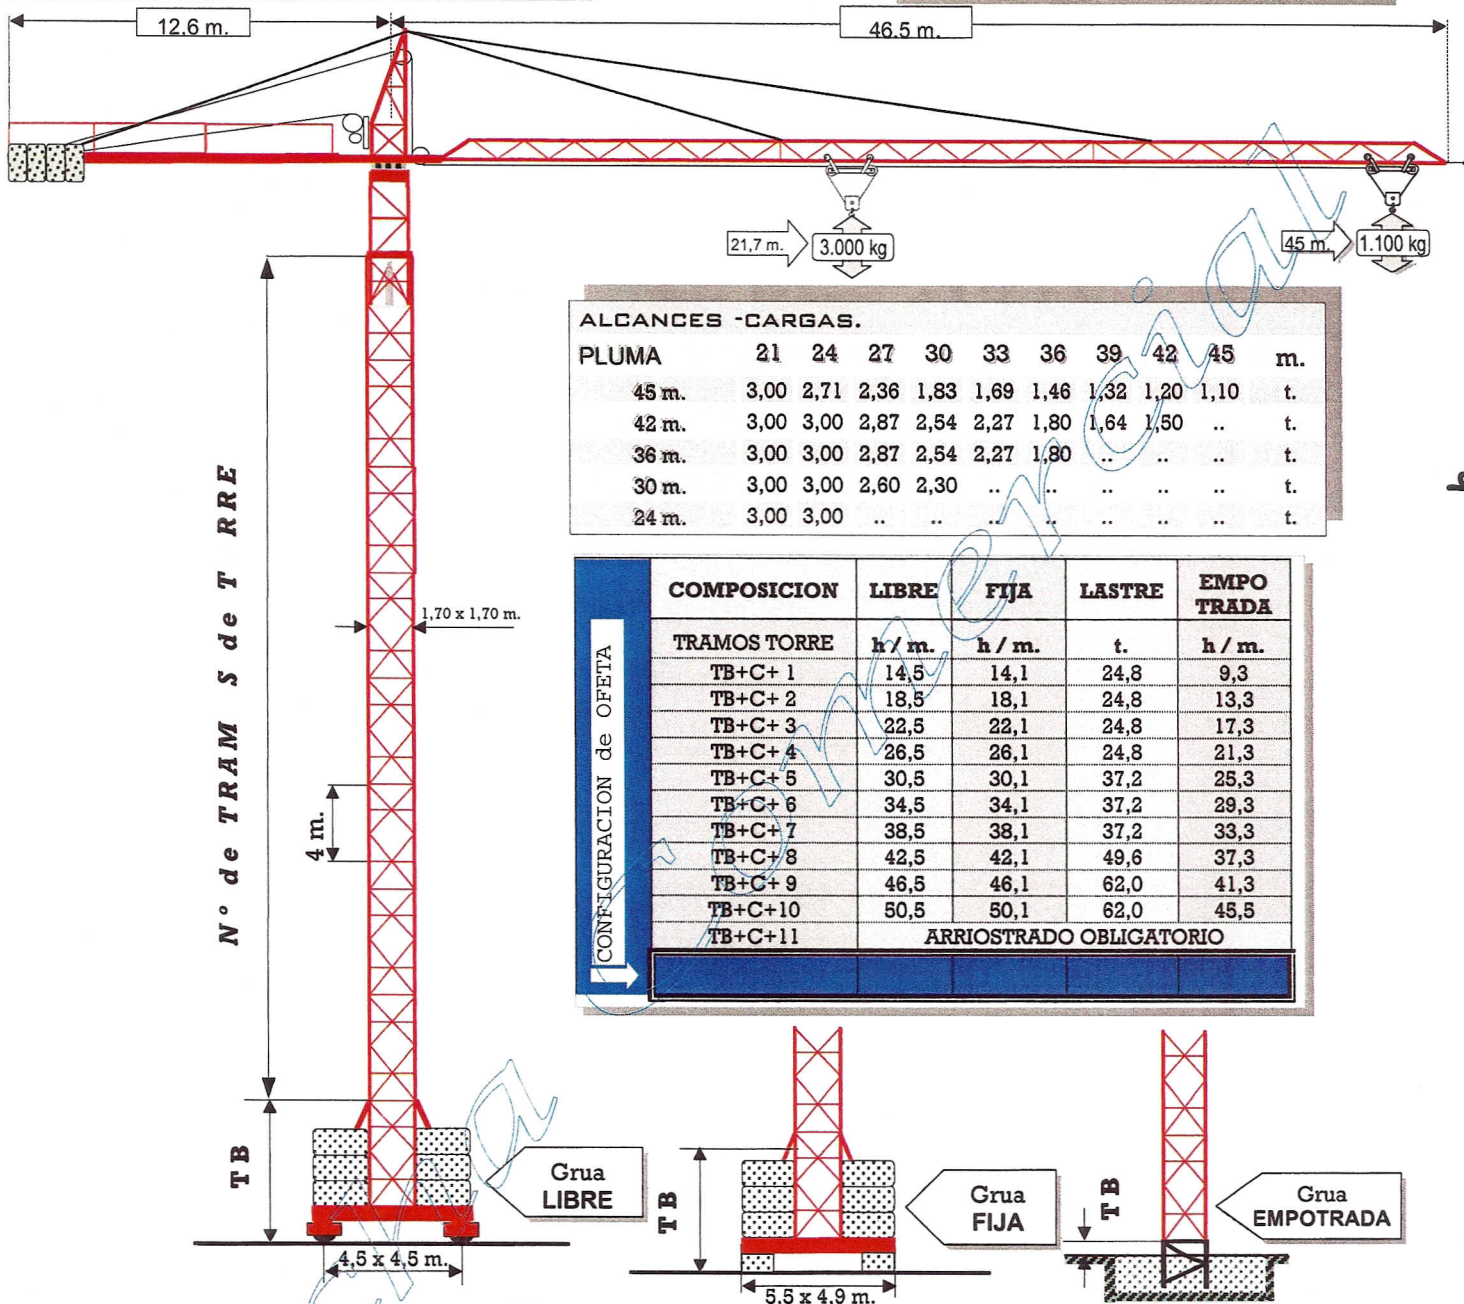 12,6 m.
46.5 m.
21,7 m.
3.000 kg
45 m.
1.100 kg
ALCANCES -CARGAS.
PLUMA 21 24 27 30 33 36 39 42 45 m.
45 m. 3,00 2,71 2,36 1,83 1,69 1,46 1,32 1,20 1,10 t.
42 m. 3,00 3,00 2,87 2,54 2,27 1,80 1,64 1,50 .. t.
36 m. 3,00 3,00 2,87 2,54 2,27 1,80 .. .. .. t.
30 m. 3,00 3,00 2,60 2,30 .. .. .. .. .. t.
24 m. 3,00 3,00 .. .. .. .. .. .. .. t.
N° de TRAM S de T RRE
1,70 x 1,70 m.
4 m.
CONFIGURACION de OFETA
COMPOSICION LIBRE FIJA LASTRE EMPO
TRADA
TRAMOS TORRE h / m. h / m. t. h / m.
TB+C+ 1 14,5 14,1 24,8 9,3
TB+C+ 2 18,5 18,1 24,8 13,3
TB+C+ 3 22,5 22,1 24,8 17,3
TB+C+ 4 26,5 26,1 24,8 21,3
TB+C+ 5 30,5 30,1 37,2 25,3
TB+C+ 6 34,5 34,1 37,2 29,3
TB+C+ 7 38,5 38,1 37,2 33,3
TB+C+ 8 42,5 42,1 49,6 37,3
TB+C+ 9 46,5 46,1 62,0 41,3
TB+C+10 50,5 50,1 62,0 45,5
TB+C+11 ARRIOSTRADO OBLIGATORIO
Comercial
T B
Grua
LIBRE
4,5 x 4,5 m.
T B
Grua
FIJA
5,5 x 4,9 m.
T B
Grua
EMPOTRADA